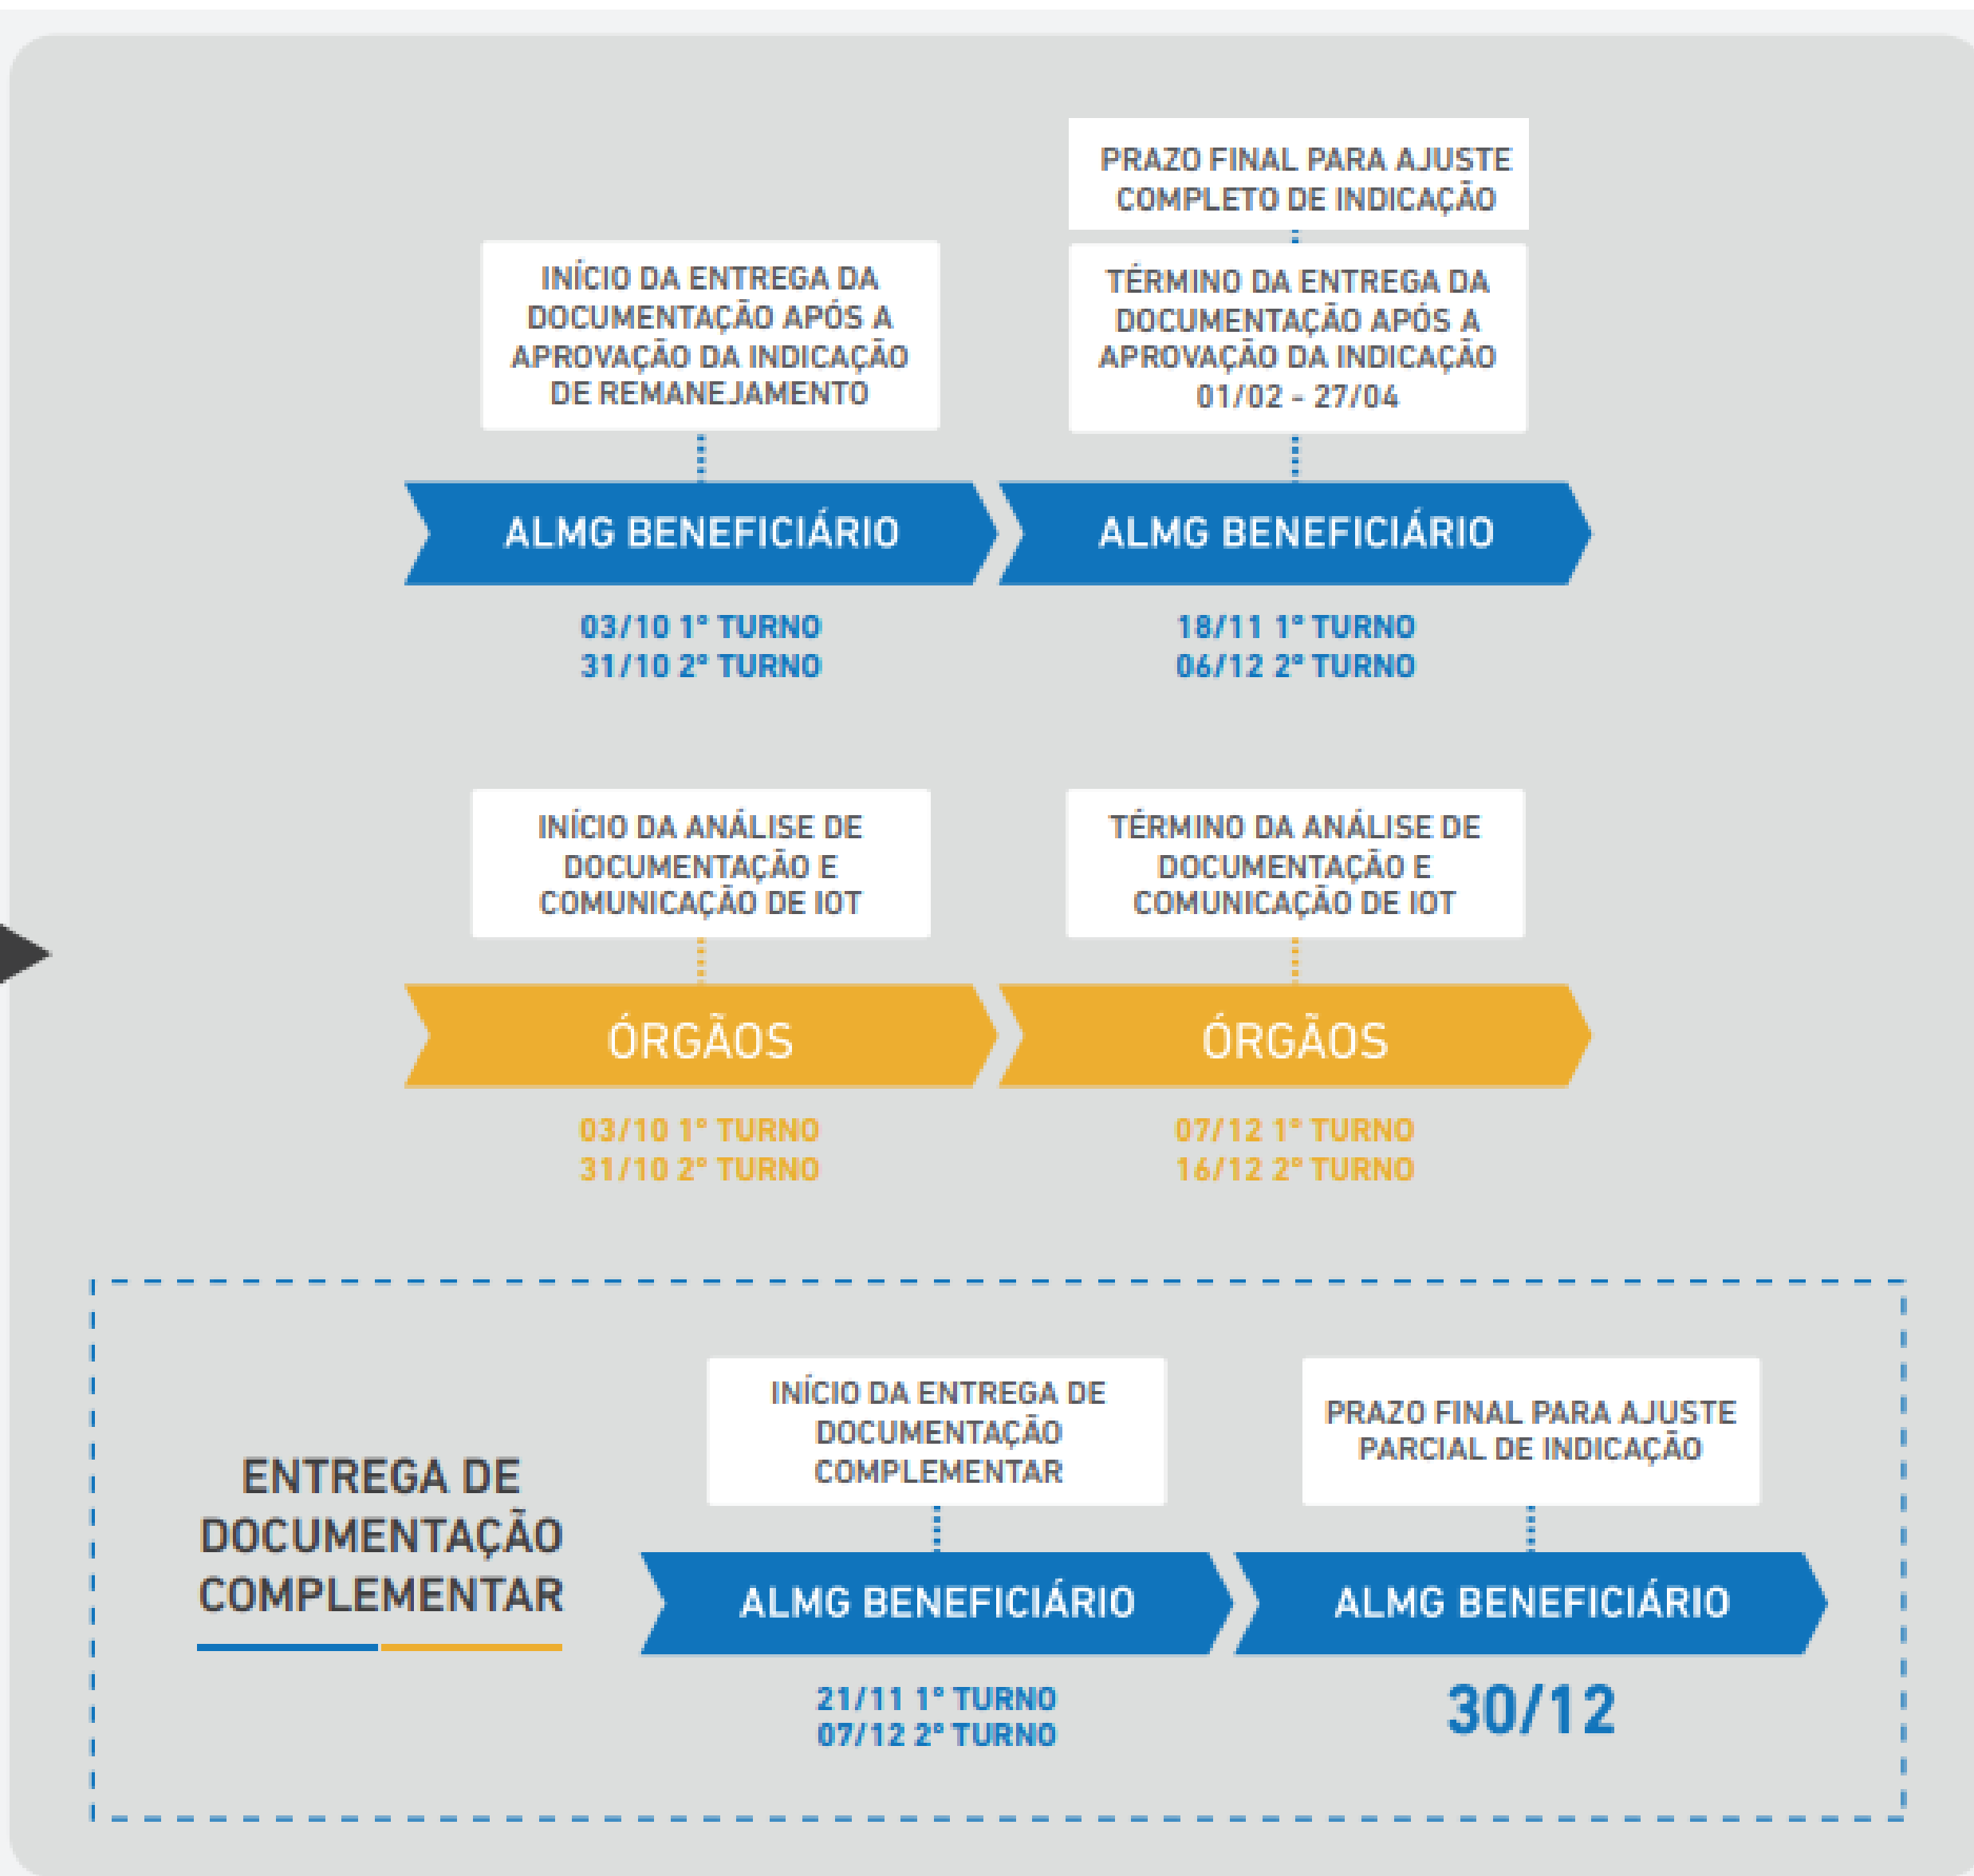 PRAZO FINAL PARA AJUSTE
COMPLETO DE INDICAÇÃO
INÍCIO DA ENTREGA DA
DOCUMENTAÇÃO APÓS A
APROVAÇÃO DA INDICAÇÃO
DE REMANEJAMENTO
TÉRMINO DA ENTREGA DA
DOCUMENTAÇÃO APÓS A
APROVAÇÃO DA INDICAÇÃO
01/02 - 27/04
ALMG BENEFICIÁRIO
ALMG BENEFICIÁRIO
03/10 1° TURNO
31/10 2° TURNO
18/11 1° TURNO
06/12 2° TURNO
INÍCIO DA ANÁLISE DE
DOCUMENTAÇÃO E
COMUNICAÇÃO DE IOT
TÉRMINO DA ANÁLISE DE
DOCUMENTAÇÃO E
COMUNICAÇÃO DE IOT
ÓRGÃOS
ÓRGÃOS
03/10 1° TURNO
31/10 2° TURNO
07/12 1° TURNO
16/12 2° TURNO
ENTREGA DE
DOCUMENTAÇÃO
COMPLEMENTAR
INÍCIO DA ENTREGA DE
DOCUMENTAÇÃO
COMPLEMENTAR
PRAZO FINAL PARA AJUSTE
PARCIAL DE INDICAÇÃO
ALMG BENEFICIÁRIO
ALMG BENEFICIÁRIO
21/11 1° TURNO
07/12 2° TURNO
30/12